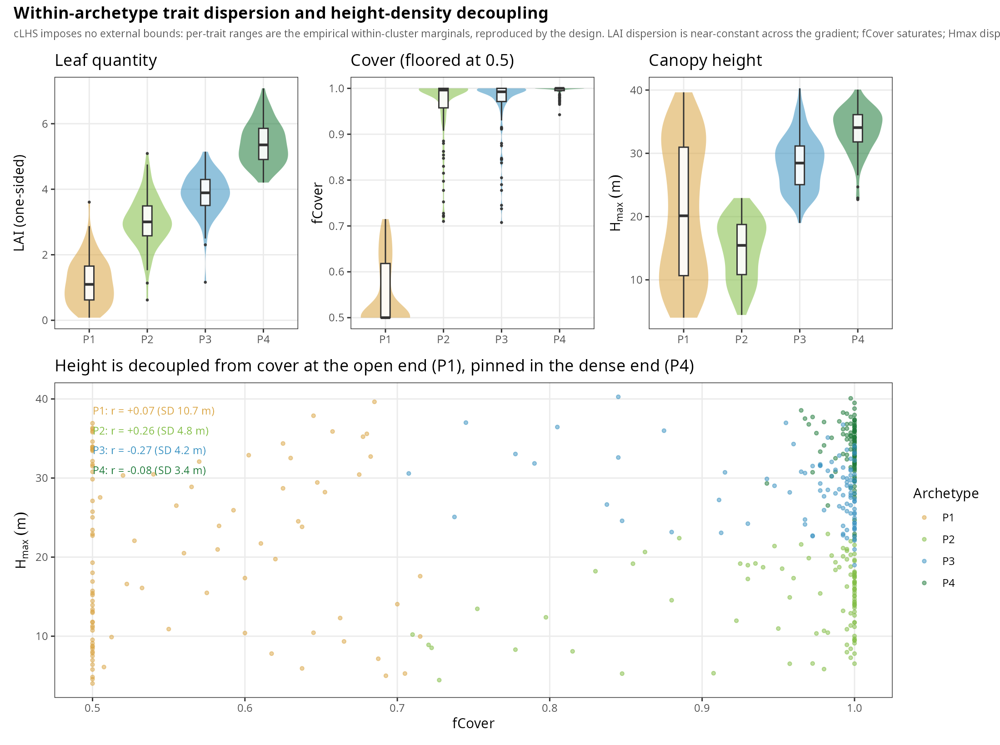 Within-archetype trait dispersion and height-density decoupling
cLHS imposes no external bounds: per-trait ranges are the empirical within-cluster marginals, reproduced by the design. LAI dispersion is near-constant across the gradient; fCover saturates; Hmax disp
Leaf quantity
LAI (one-sided)
6
4
2
0
P1 P2 P3 P4
Cover (floored at 0.5)
fCover
1.0
0.9
0.8
0.7
0.6
0.5
P1 P2 P3 P4
Canopy height
Hmax (m)
40
30
20
10
P1 P2 P3 P4
Height is decoupled from cover at the open end (P1), pinned in the dense end (P4)
Hmax (m)
40
30
20
10
P1: r = +0.07 (SD 10.7 m)
P2: r = +0.26 (SD 4.8 m)
P3: r = -0.27 (SD 4.2 m)
P4: r = -0.08 (SD 3.4 m)
0.5 0.6 0.7 0.8 0.9 1.0
fCover
Archetype
P1
P2
P3
P4